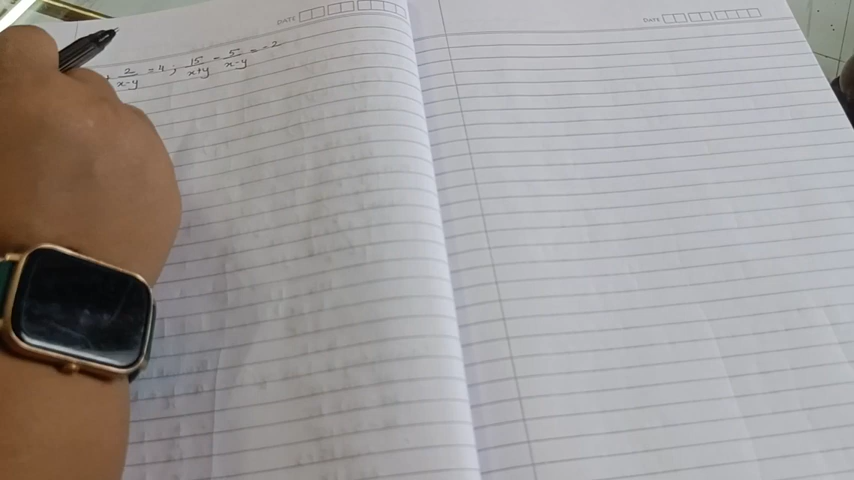 DATE
DATE
+ 2/(x-y) = 4 ; 15/(x+y) - 5/(x-y) = -2